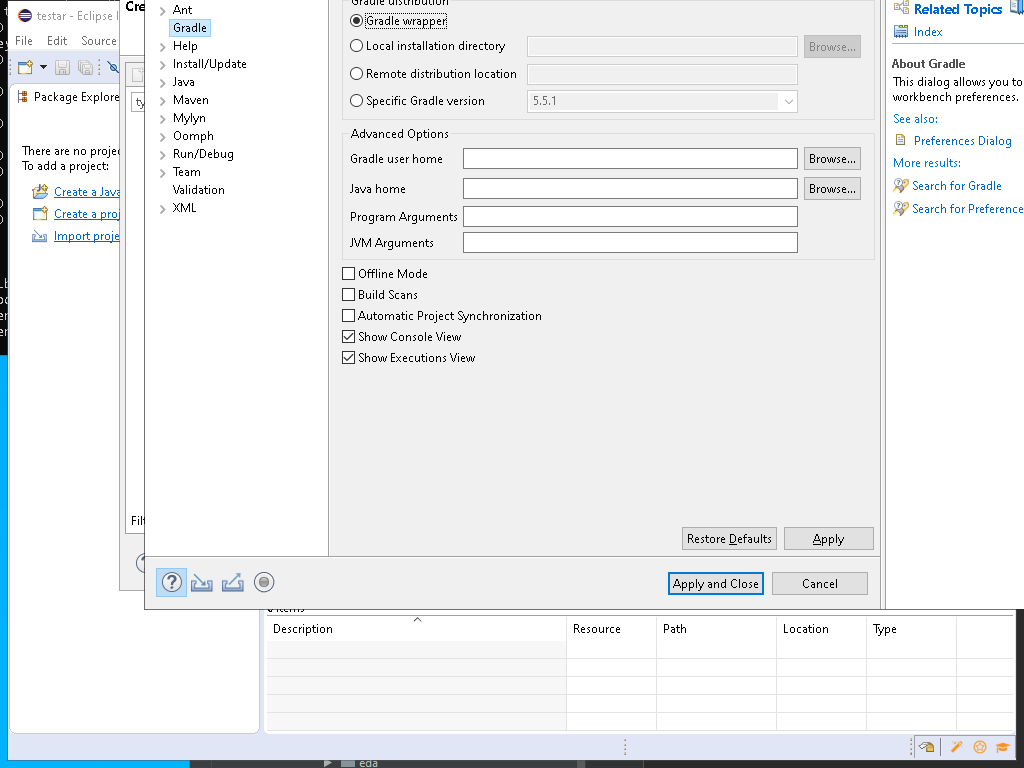 testar - Eclipse I
File Edit Source
Package Explore
There are no projec
To add a project:
Create a Java
Create a proj
Import proje
Cre
ty
Filt
Ant
Gradle
Help
Install/Update
Java
Maven
Mylyn
Oomph
Run/Debug
Team
Validation
XML
Gradle distribution
Gradle wrapper
Local installation directory Browse...
Remote distribution location
Specific Gradle version 5.5.1
Advanced Options
Gradle user home Browse...
Java home Browse...
Program Arguments
JVM Arguments
Offline Mode
Build Scans
Automatic Project Synchronization
Show Console View
Show Executions View
Restore Defaults Apply
Apply and Close Cancel
Related Topics
Index
About Gradle
This dialog allows you to
workbench preferences.
See also:
Preferences Dialog
More results:
Search for Gradle
Search for Preference
items
Description Resource Path Location Type
eda